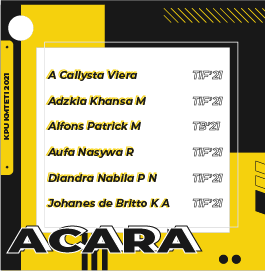 KPU KMTETI 2021
A Callysta Viera TIF'21
Adzkia Khansa M TIF'21
Alfons Patrick M TB'21
Aufa Nasywa R TIF'21
Diandra Nabila P N TIF'21
Johanes de Britto K A TIF'21
ACARA